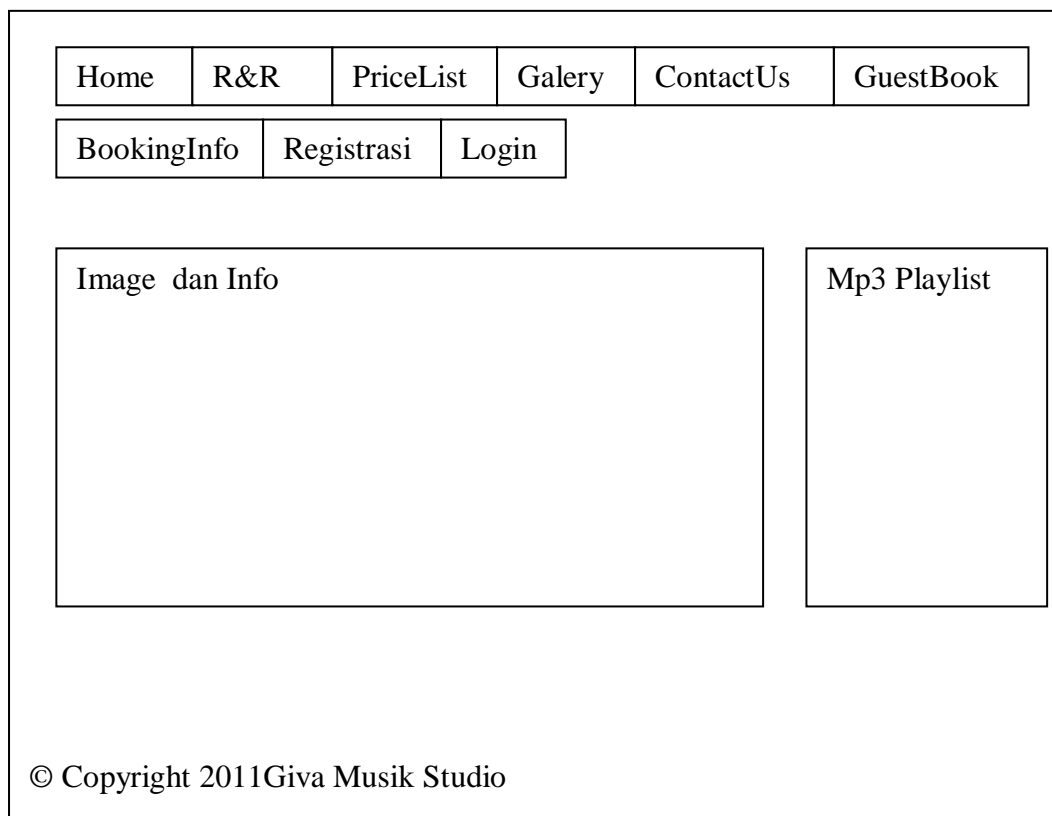 Home R&R PriceList Galery ContactUs GuestBook
BookingInfo Registrasi Login
Image dan Info Mp3 Playlist
© Copyright 2011Giva Musik Studio